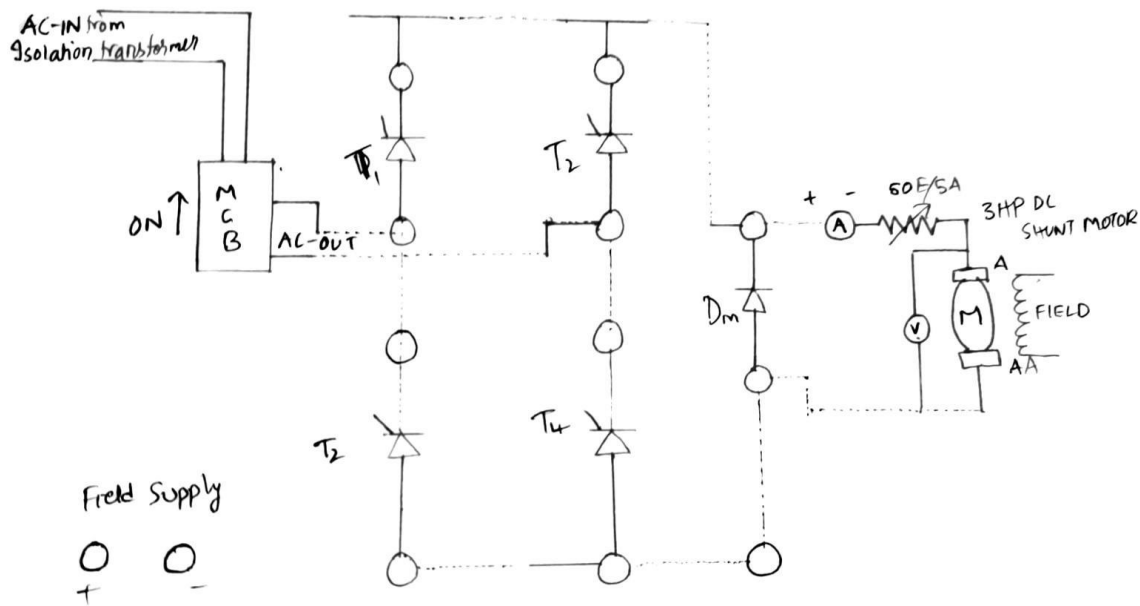 AC-IN from
Isolation transformer
T1
T2
ON ↑
M
C
B
AC-OUT
+ -
50E/5A
A
3HP DC
SHUNT MOTOR
Dm
V
M
A
FIELD
AA
T2
T4
Field Supply
+ -